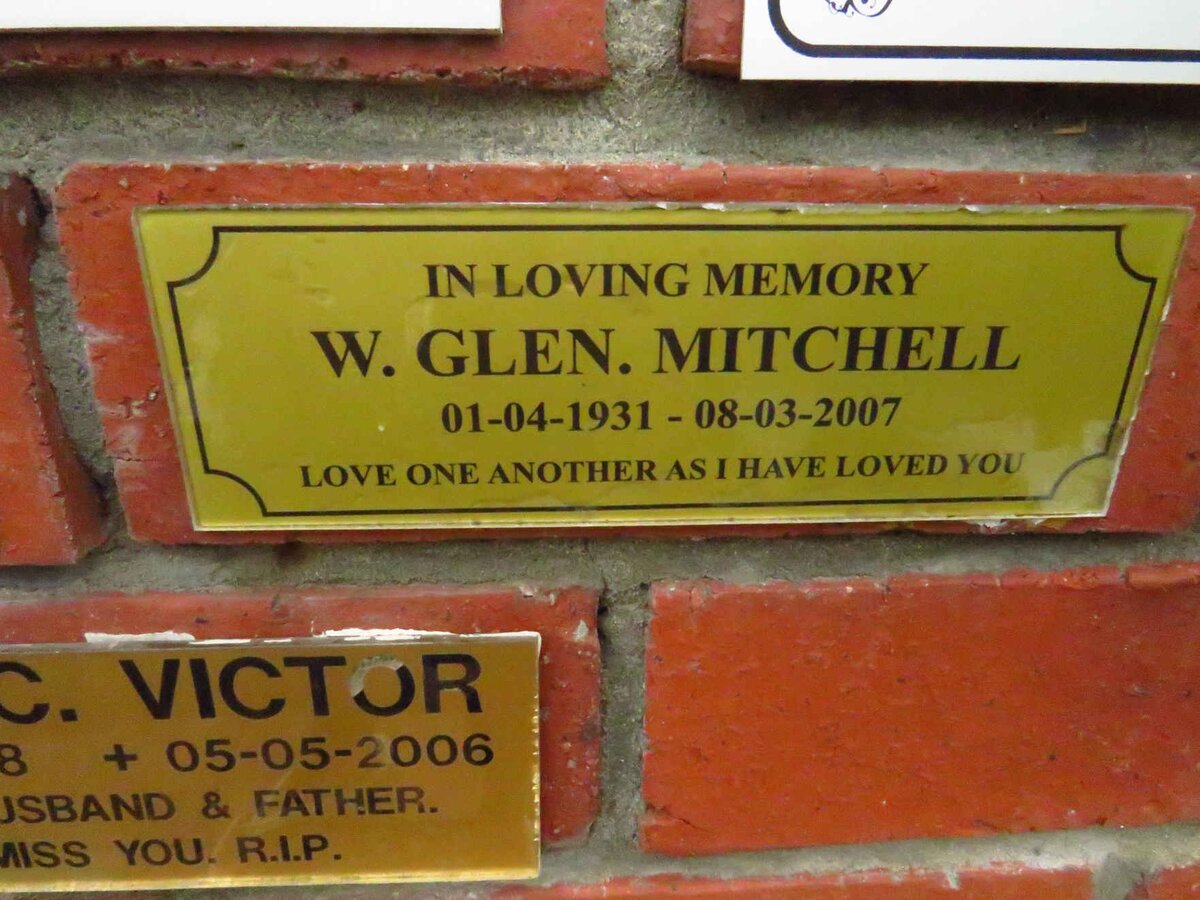 IN LOVING MEMORY
W. GLEN. MITCHELL
01-04-1931 - 08-03-2007
LOVE ONE ANOTHER AS I HAVE LOVED YOU
C. VICTOR
8 + 05-05-2006
& FATHER.
MISS YOU. R.I.P.